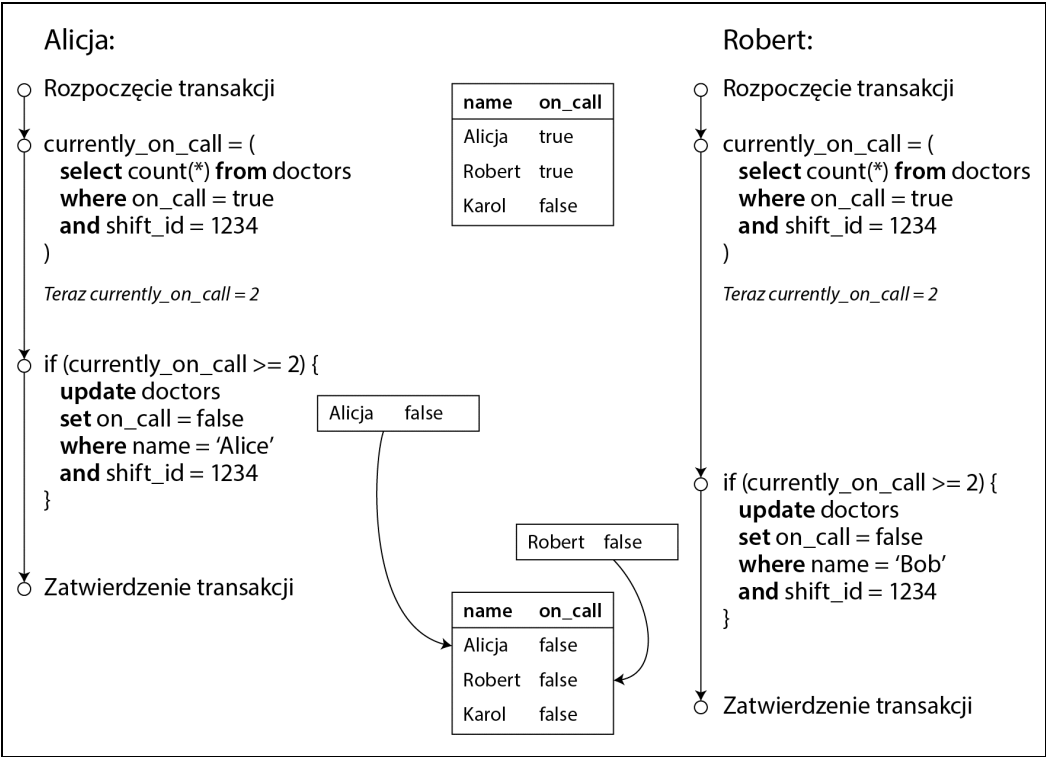 Alicja:
Rozpoczęcie transakcji
currently_on_call = (
select count(*) from doctors
where on_call = true
and shift_id = 1234
)
Teraz currently_on_call = 2
if (currently_on_call >= 2) {
update doctors
set on_call = false
where name = ‘Alice’
and shift_id = 1234
}
Zatwierdzenie transakcji
name on_call
Alicja true
Robert true
Karol false
Alicja false
Robert false
name on_call
Alicja false
Robert false
Karol false
Robert:
Rozpoczęcie transakcji
currently_on_call = (
select count(*) from doctors
where on_call = true
and shift_id = 1234
)
Teraz currently_on_call = 2
if (currently_on_call >= 2) {
update doctors
set on_call = false
where name = ‘Bob’
and shift_id = 1234
}
Zatwierdzenie transakcji